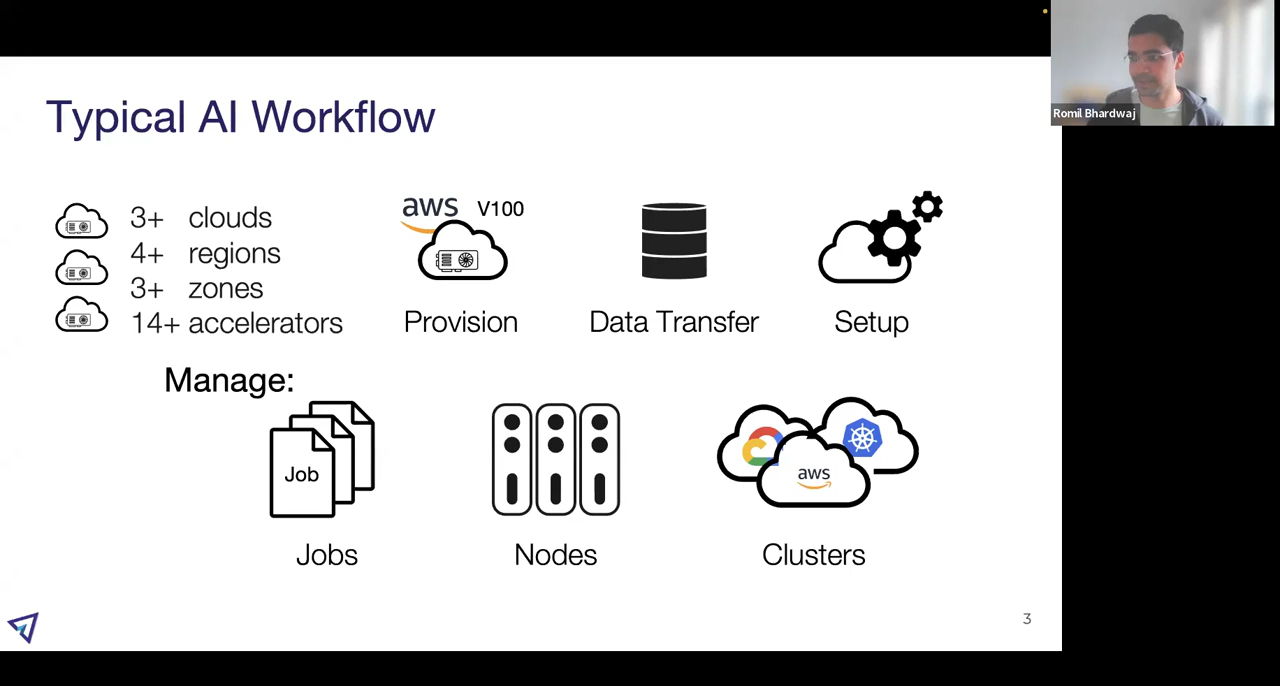 Typical AI Workflow
Romil Bhardwaj
3+ clouds
4+ regions
3+ zones
14+ accelerators
aws V100
Provision
Data Transfer
Setup
Manage:
Job
Jobs
Nodes
aws
Clusters
3